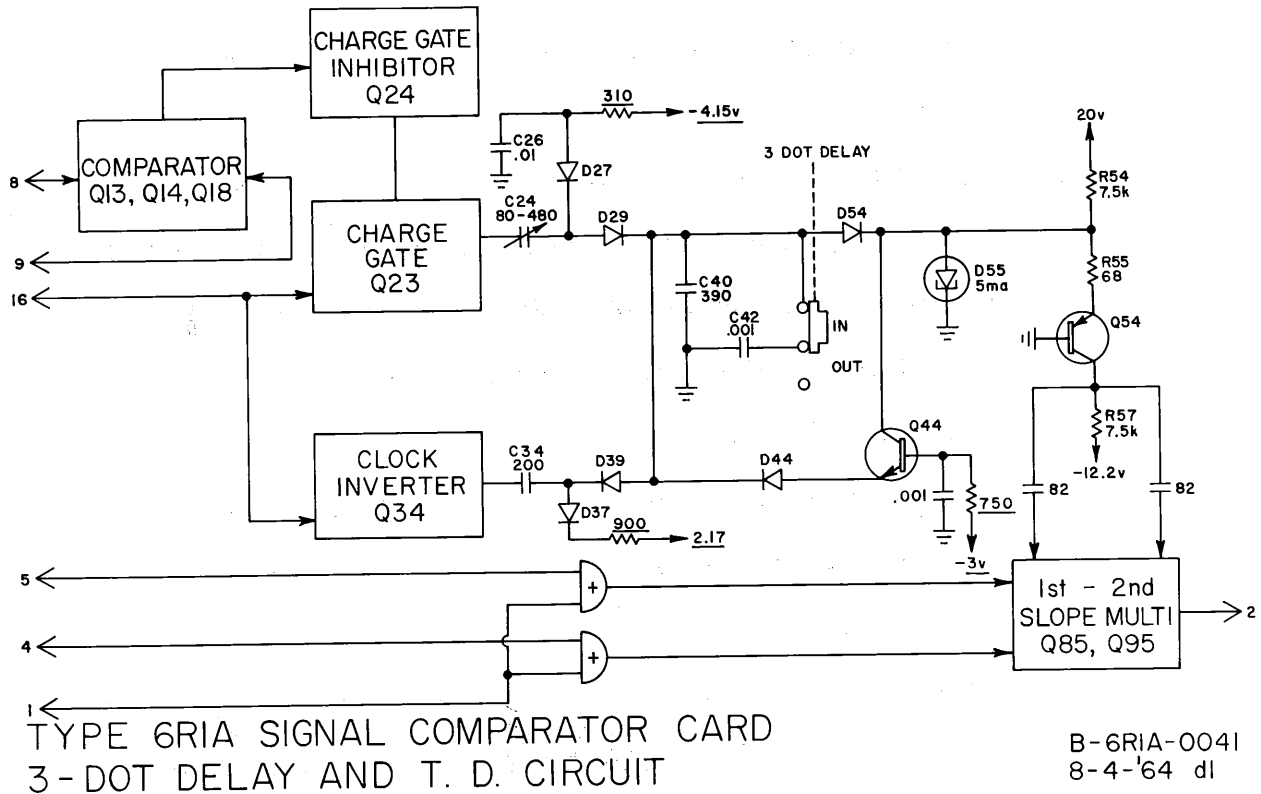 CHARGE GATE
INHIBITOR
Q24
COMPARATOR
Q13, Q14, Q18
8
9
16
CHARGE
GATE
Q23
C26
.01
310
-4.15v
D27
C24
80-480
D29
3 DOT DELAY
D54
20v
R54
7.5k
R55
68
D55
5ma
C40
390
C42
.001
IN
OUT
Q54
R57
7.5k
-12.2v
82
82
CLOCK
INVERTER
Q34
C34
200
D39
D37
900
2.17
D44
Q44
.001
750
-3v
5
+
4
+
1
1st - 2nd
SLOPE MULTI
Q85, Q95
2
TYPE 6R1A SIGNAL COMPARATOR CARD
3-DOT DELAY AND T. D. CIRCUIT
B-6R1A-0041
8-4-'64 dl